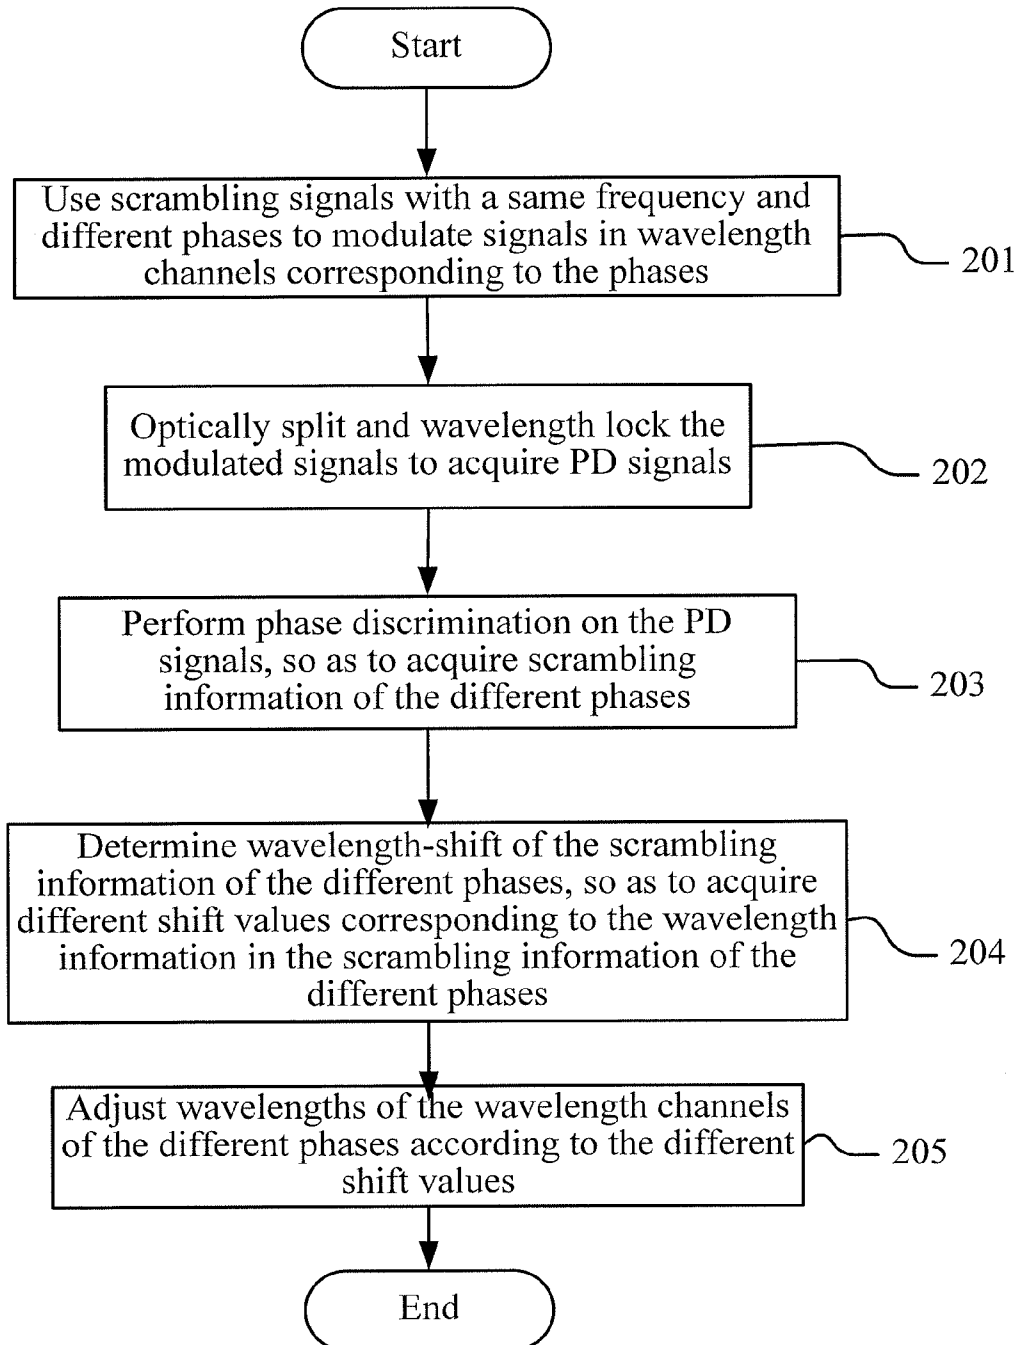 Start
Use scrambling signals with a same frequency and
different phases to modulate signals in wavelength
channels corresponding to the phases
201
Optically split and wavelength lock the
modulated signals to acquire PD signals
202
Perform phase discrimination on the PD
signals, so as to acquire scrambling
information of the different phases
203
Determine wavelength-shift of the scrambling
information of the different phases, so as to acquire
different shift values corresponding to the wavelength
information in the scrambling information of the
different phases
204
Adjust wavelengths of the wavelength channels
of the different phases according to the different
shift values
205
End